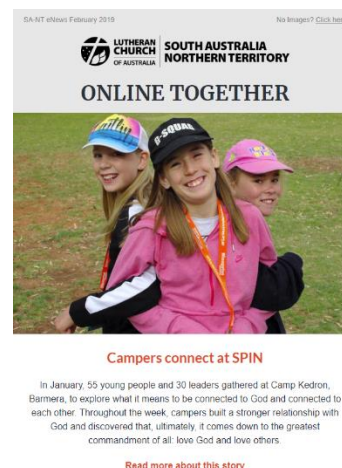 SA-NT eNews February 2019
No Images? Click here
LUTHERAN
CHURCH
OF AUSTRALIA
SOUTH AUSTRALIA
NORTHERN TERRITORY
ONLINE TOGETHER
G-SQUAD
Campers connect at SPIN
In January, 55 young people and 30 leaders gathered at Camp Kedron,
Barmera, to explore what it means to be connected to God and connected to
each other. Throughout the week, campers built a stronger relationship with
God and discovered that, ultimately, it comes down to the greatest
commandment of all: love God and love others.
Read more about this story